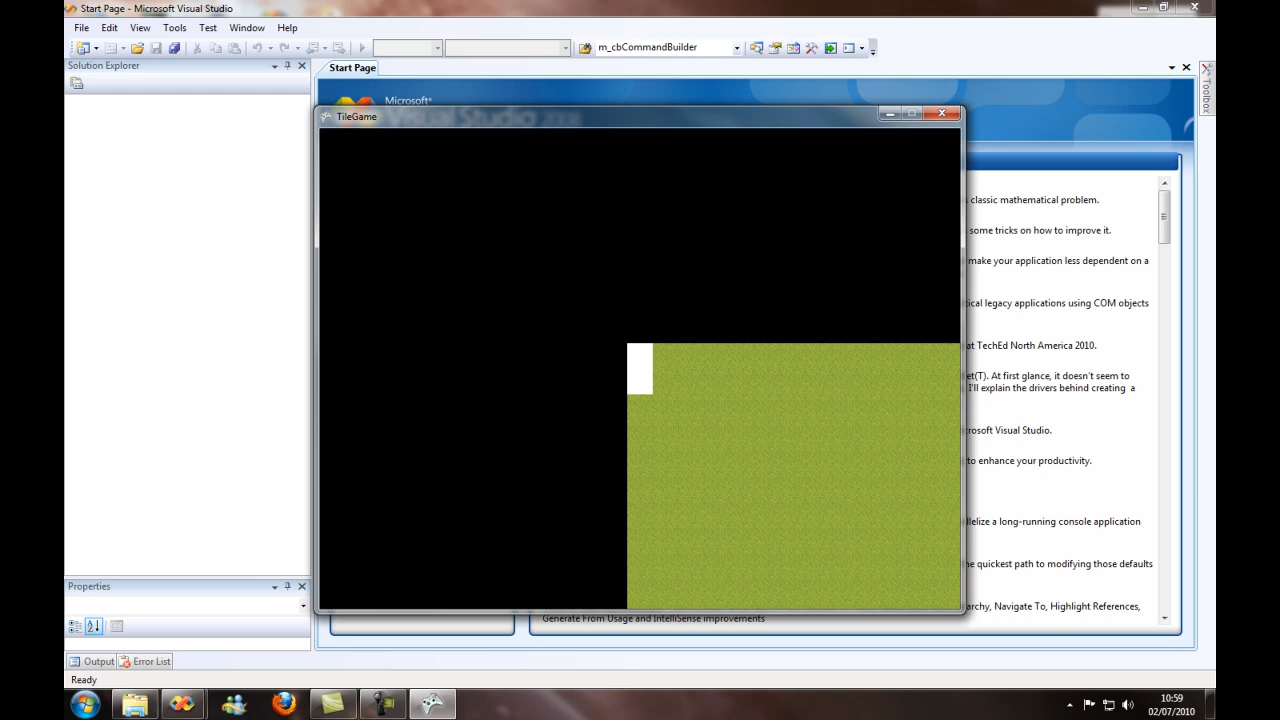 Start Page - Microsoft Visual Studio
File Edit View Tools Test Window Help
m_cbCommandBuilder
Solution Explorer
Start Page
Toolbox
Microsoft®
Visual Studio 2008
TileGame
classic mathematical problem.
some tricks on how to improve it.
make your application less dependent on a
ical legacy applications using COM objects
at TechEd North America 2010.
et(T). At first glance, it doesn't seem to
I'll explain the drivers behind creating a
rosoft Visual Studio.
to enhance your productivity.
llelize a long-running console application
he quickest path to modifying those defaults
archy, Navigate To, Highlight References,
Generate From Usage and IntelliSense improvements
Properties
Output Error List
Ready
10:59
02/07/2010